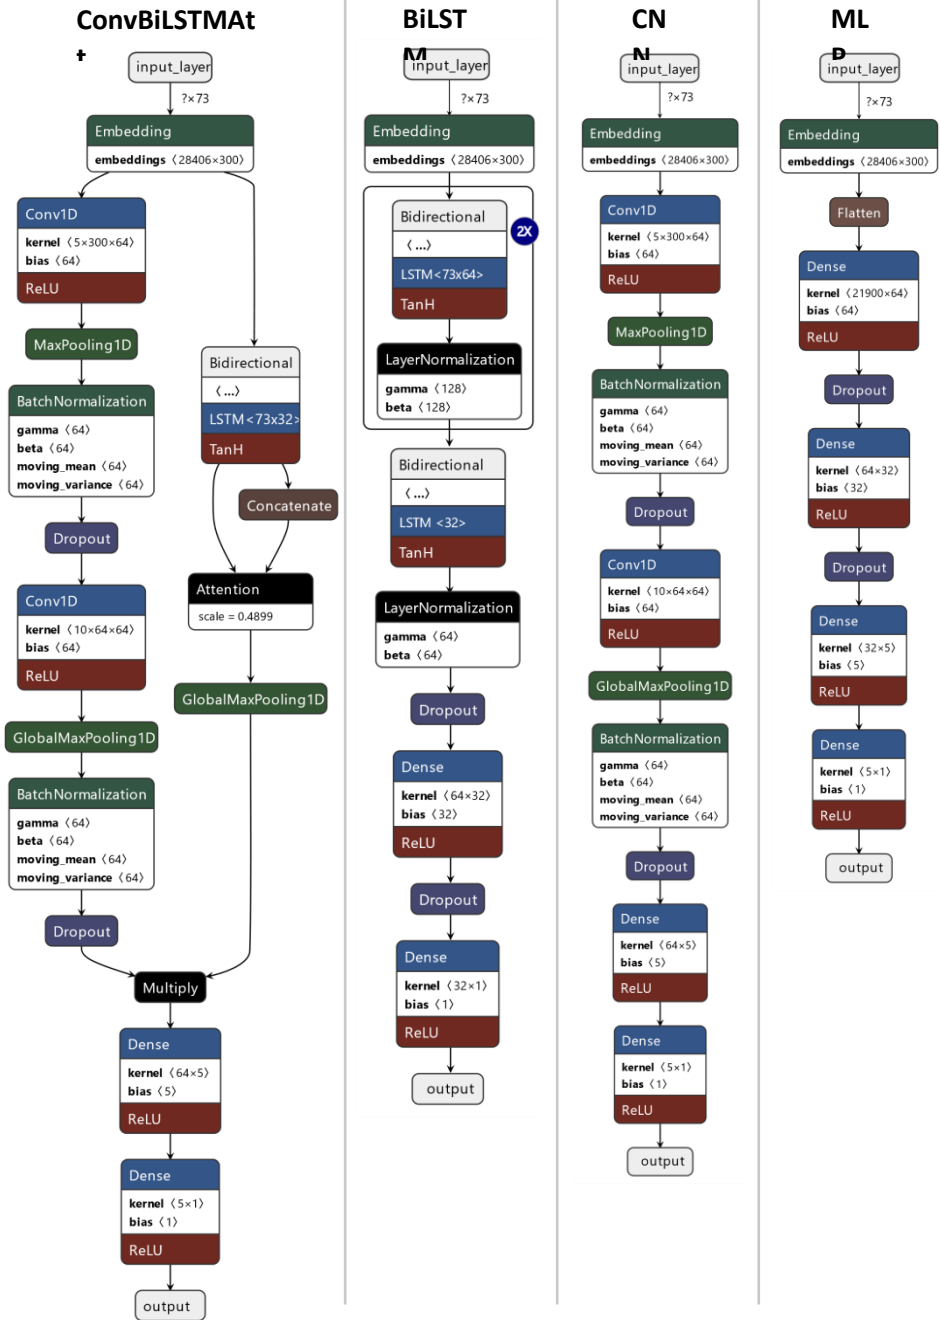 ConvBiLSTMAt
t
input_layer
?×73
Embedding
embeddings ⟨28406×300⟩
Conv1D
kernel ⟨5×300×64⟩
bias ⟨64⟩
ReLU
MaxPooling1D
BatchNormalization
gamma ⟨64⟩
beta ⟨64⟩
moving_mean ⟨64⟩
moving_variance ⟨64⟩
Dropout
Conv1D
kernel ⟨10×64×64⟩
bias ⟨64⟩
ReLU
GlobalMaxPooling1D
BatchNormalization
gamma ⟨64⟩
beta ⟨64⟩
moving_mean ⟨64⟩
moving_variance ⟨64⟩
Dropout
Bidirectional
⟨ ...⟩
LSTM <73x32>
TanH
Concatenate
Attention
scale = 0.4899
GlobalMaxPooling1D
Multiply
Dense
kernel ⟨64×5⟩
bias ⟨5⟩
ReLU
Dense
kernel ⟨5×1⟩
bias ⟨1⟩
ReLU
output
BiLST
M
input_layer
?×73
Embedding
embeddings ⟨28406×300⟩
2X
Bidirectional
⟨ ...⟩
LSTM<73x64>
TanH
LayerNormalization
gamma ⟨128⟩
beta ⟨128⟩
Bidirectional
⟨ ...⟩
LSTM <32>
TanH
LayerNormalization
gamma ⟨64⟩
beta ⟨64⟩
Dropout
Dense
kernel ⟨64×32⟩
bias ⟨32⟩
ReLU
Dropout
Dense
kernel ⟨32×1⟩
bias ⟨1⟩
ReLU
output
CN
N
input_layer
?×73
Embedding
embeddings ⟨28406×300⟩
Conv1D
kernel ⟨5×300×64⟩
bias ⟨64⟩
ReLU
MaxPooling1D
BatchNormalization
gamma ⟨64⟩
beta ⟨64⟩
moving_mean ⟨64⟩
moving_variance ⟨64⟩
Dropout
Conv1D
kernel ⟨10×64×64⟩
bias ⟨64⟩
ReLU
GlobalMaxPooling1D
BatchNormalization
gamma ⟨64⟩
beta ⟨64⟩
moving_mean ⟨64⟩
moving_variance ⟨64⟩
Dropout
Dense
kernel ⟨64×5⟩
bias ⟨5⟩
ReLU
Dense
kernel ⟨5×1⟩
bias ⟨1⟩
ReLU
output
ML
P
input_layer
?×73
Embedding
embeddings ⟨28406×300⟩
Flatten
Dense
kernel ⟨21900×64⟩
bias ⟨64⟩
ReLU
Dropout
Dense
kernel ⟨64×32⟩
bias ⟨32⟩
ReLU
Dropout
Dense
kernel ⟨32×5⟩
bias ⟨5⟩
ReLU
Dense
kernel ⟨5×1⟩
bias ⟨1⟩
ReLU
output